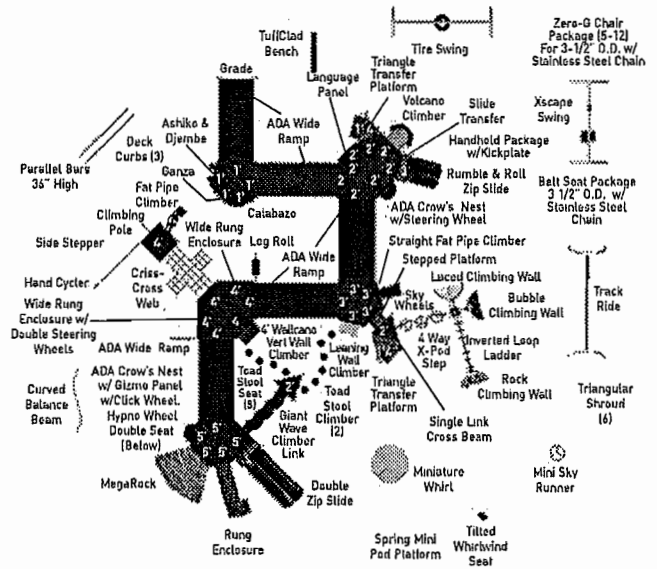 TuffClad
Bench
Tire Swing
Zero-G Chair
Package (5-12)
For 3-1/2" O.D. w/
Stainless Steel Chain
Grade
Language
Panel
Triangle
Transfer
Platform
Volcano
Climber
Slide
Transfer
Xscape
Swing
Ashiko &
Djembe
ADA Wide
Ramp
Handhold Package
w/Kickplate
Deck
Curbs (3)
Rumble & Roll
Zip Slide
Parallel Bars
36" High
Ganza
Fat Pipe
Climber
Calabazo
ADA Crow's Nest
w/Steering Wheel
Belt Seat Package
3 1/2" O.D. w/
Stainless Steel
Chain
Climbing
Pole
Wide Rung
Enclosure
Log Roll
Straight Fat Pipe Climber
Side Stepper
4'
ADA Wide
Ramp
Stepped Platform
Luced Climbing Wall
Hand Cycler
Criss-
Cross
Web
Sky
Wheels
Bubble
Climbing Wall
Track
Ride
Wide Rung
Enclosure w/
Double Steering
Wheels
4' Wallcano
Vert Wall
Climber
Leaning
Wall
Climber
4 Way
X-Pod
Step
Inverted Loop
Ladder
ADA Wide Ramp
Toad
Stool
Seat
(5)
Toad
Stool
Climber
(2)
Triangle
Transfer
Platform
Rock
Climbing Wall
Curved
Balance
Beam
ADA Crow's Nest
w/ Gizmo Panel
w/Click Wheel.
Hypno Wheel
Double Seat
(Below)
Giant
Wave
Climber
Link
Single Link
Cross Beam
Triangular
Shroud
(6)
MegaRock
Double
Zip Slide
Miniature
Whirl
Mini Sky
Runner
Rung
Enclosure
Spring Mini
Pod Platform
Tilted
Whirlwind
Seat